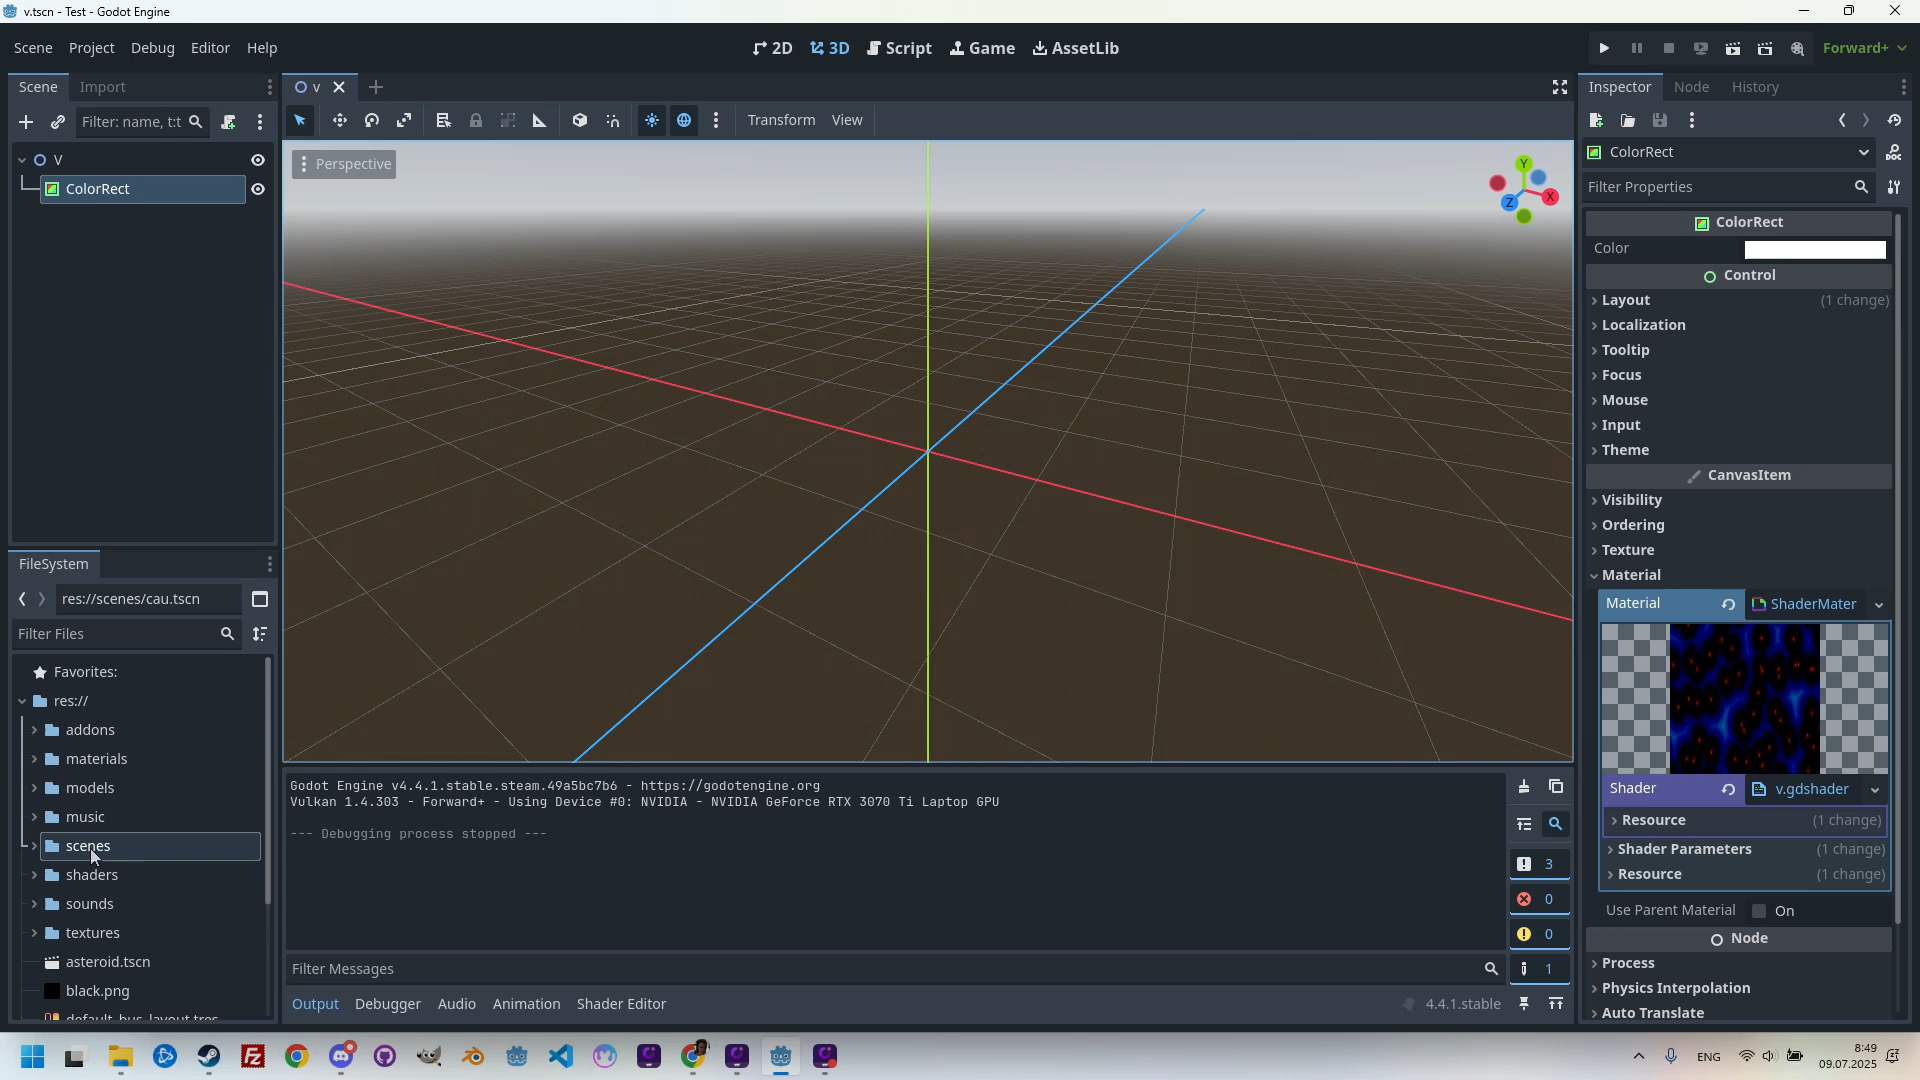 v.tscn - Test - Godot Engine
Scene Project Debug Editor Help
2D 3D Script Game AssetLib
Forward+
Scene Import
v
Inspector Node History
Filter: name, t:t
Transform View
ColorRect
V
ColorRect
Perspective
Y
X
Z
Filter Properties
ColorRect
Color
Control
Layout (1 change)
Localization
Tooltip
Focus
Mouse
Input
Theme
CanvasItem
Visibility
Ordering
Texture
Material
Material ShaderMater
Shader v.gdshader
Resource (1 change)
Shader Parameters (1 change)
Resource (1 change)
Use Parent Material On
Node
Process
Physics Interpolation
Auto Translate
FileSystem
res://scenes/cau.tscn
Filter Files
Favorites:
res://
addons
materials
models
music
scenes
shaders
sounds
textures
asteroid.tscn
black.png
default_bus_layout.tres
Godot Engine v4.4.1.stable.steam.49a5bc7b6 - https://godotengine.org
Vulkan 1.4.303 - Forward+ - Using Device #0: NVIDIA - NVIDIA GeForce RTX 3070 Ti Laptop GPU
--- Debugging process stopped ---
3
0
0
1
Filter Messages
Output Debugger Audio Animation Shader Editor
4.4.1.stable
ENG
8:49
09.07.2025